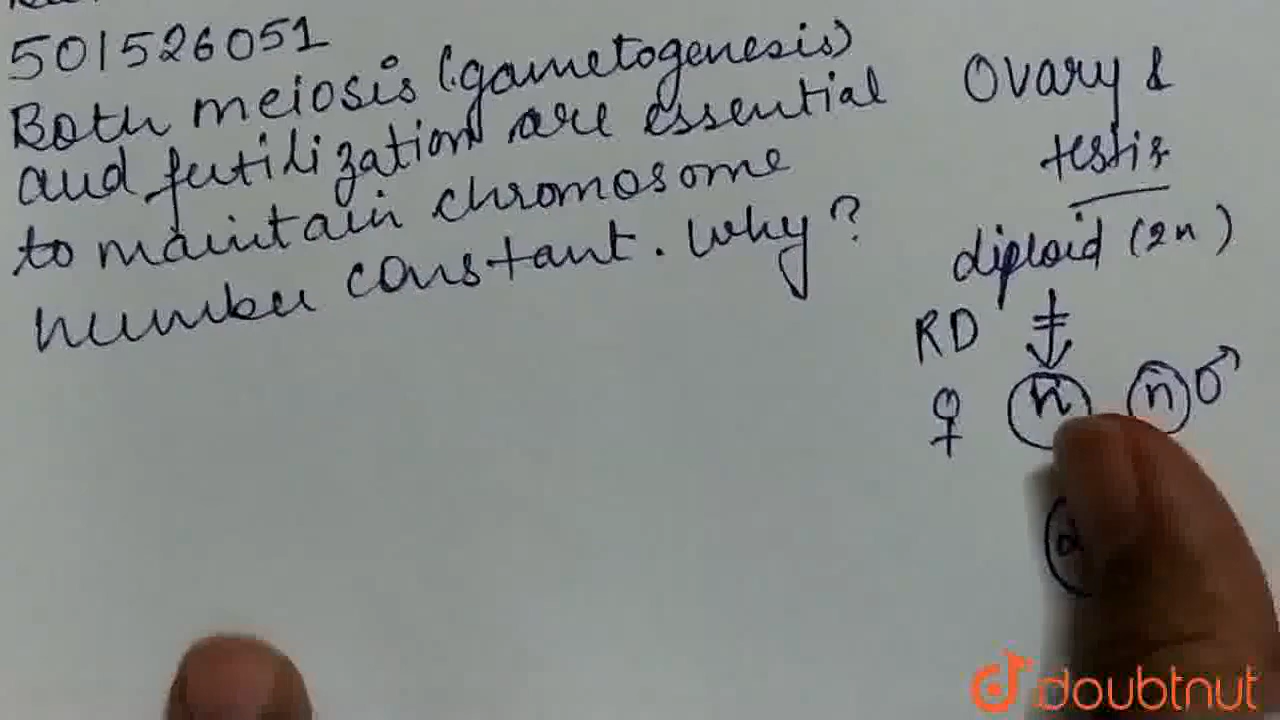 501526051
Both meiosis (gametogenesis)
and fertilization are essential
to maintain chromosome
number constant. Why?
Ovary &
testis
diploid (2n)
RD
♀ n n ♂
doubtnut